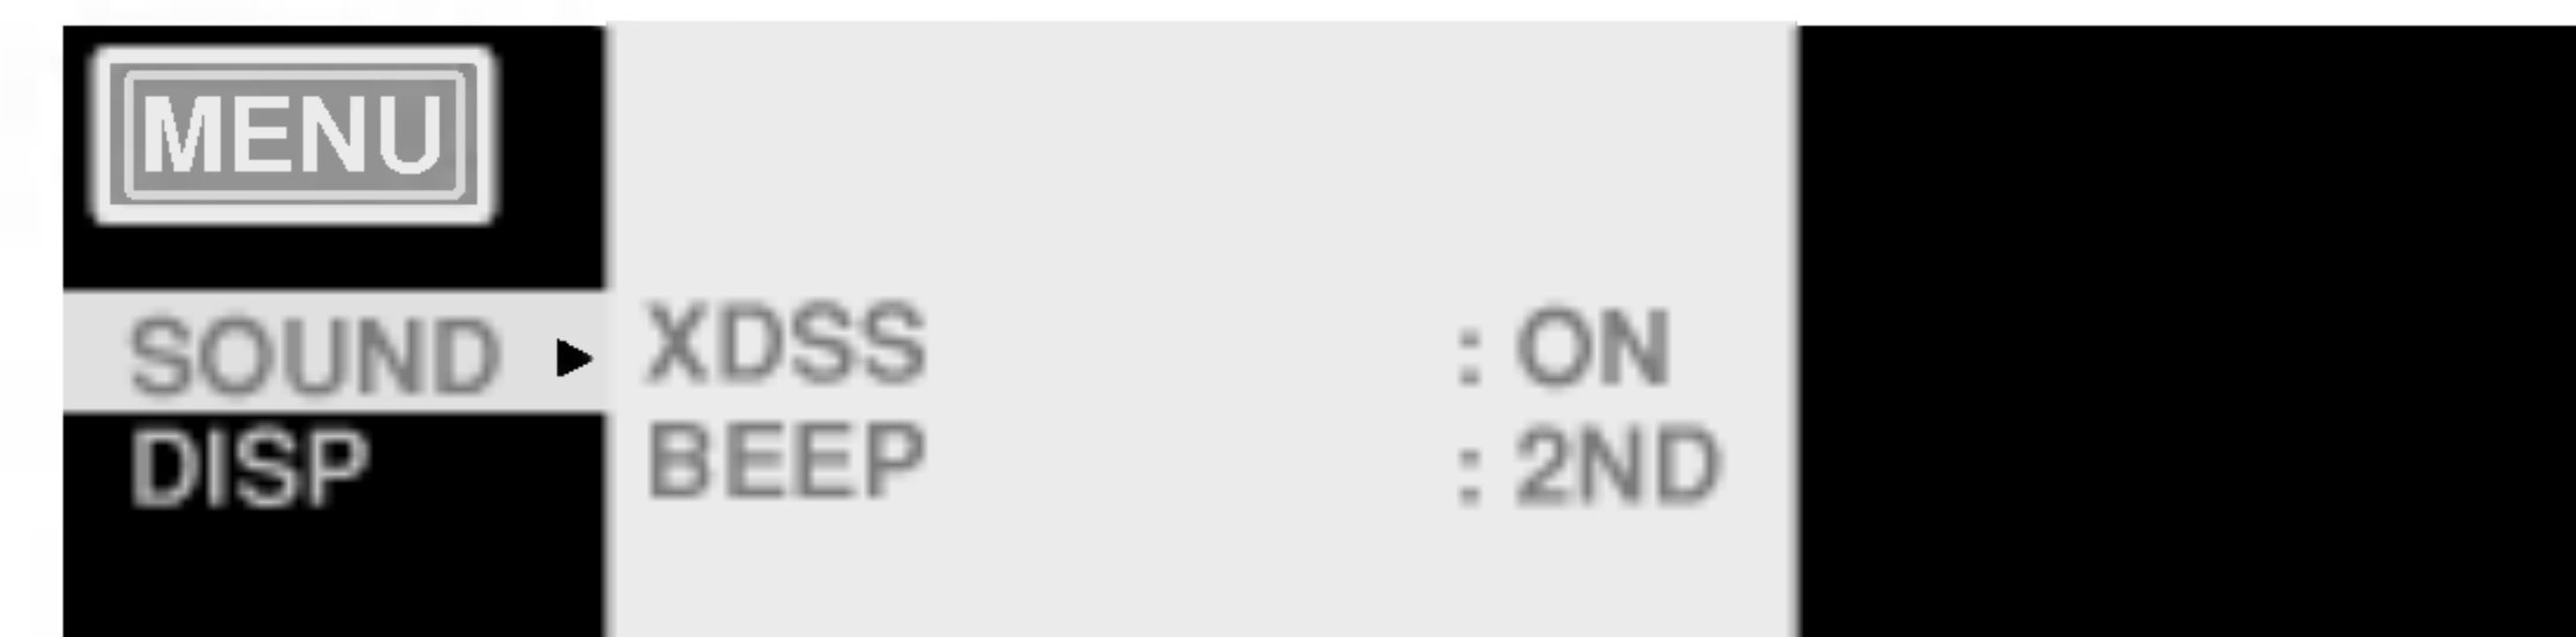 MENU
SOUND ▶ XDSS : ON
DISP BEEP : 2ND